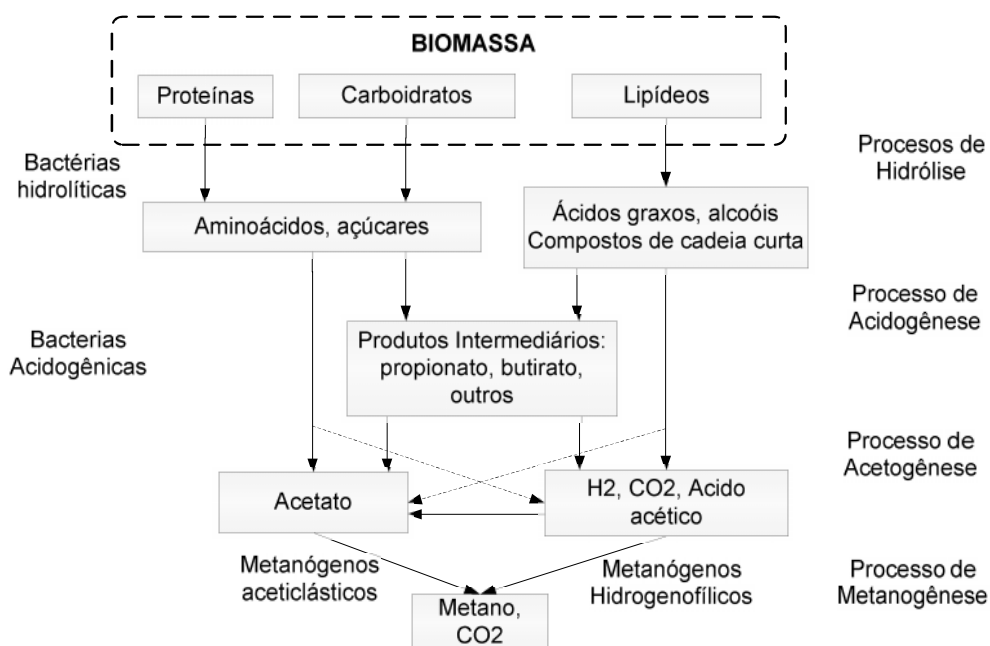 BIOMASSA
Proteínas
Carboidratos
Lipídeos
Bactérias
hidrolíticas
Procesos de
Hidrólise
Aminoácidos, açúcares
Ácidos graxos, alcoóis
Compostos de cadeia curta
Processo de
Acidogênese
Bacterias
Acidogênicas
Produtos Intermediários:
propionato, butirato,
outros
Processo de
Acetogênese
Acetato
H2, CO2, Acido
acético
Metanógenos
aceticlásticos
Metanógenos
Hidrogenofílicos
Processo de
Metanogênese
Metano,
CO2